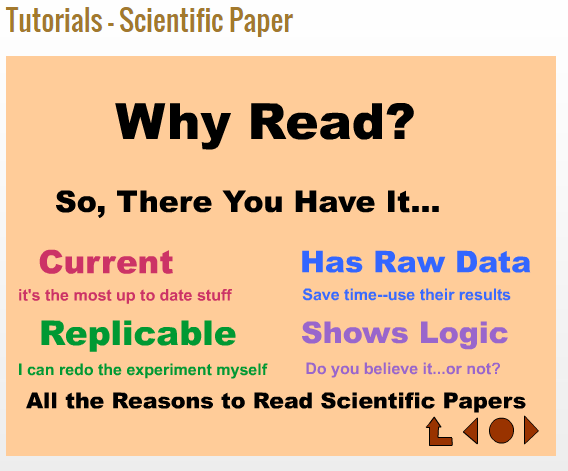 Tutorials - Scientific Paper
Why Read?
So, There You Have It...
Current
it's the most up to date stuff
Has Raw Data
Save time--use their results
Replicable
I can redo the experiment myself
Shows Logic
Do you believe it...or not?
All the Reasons to Read Scientific Papers